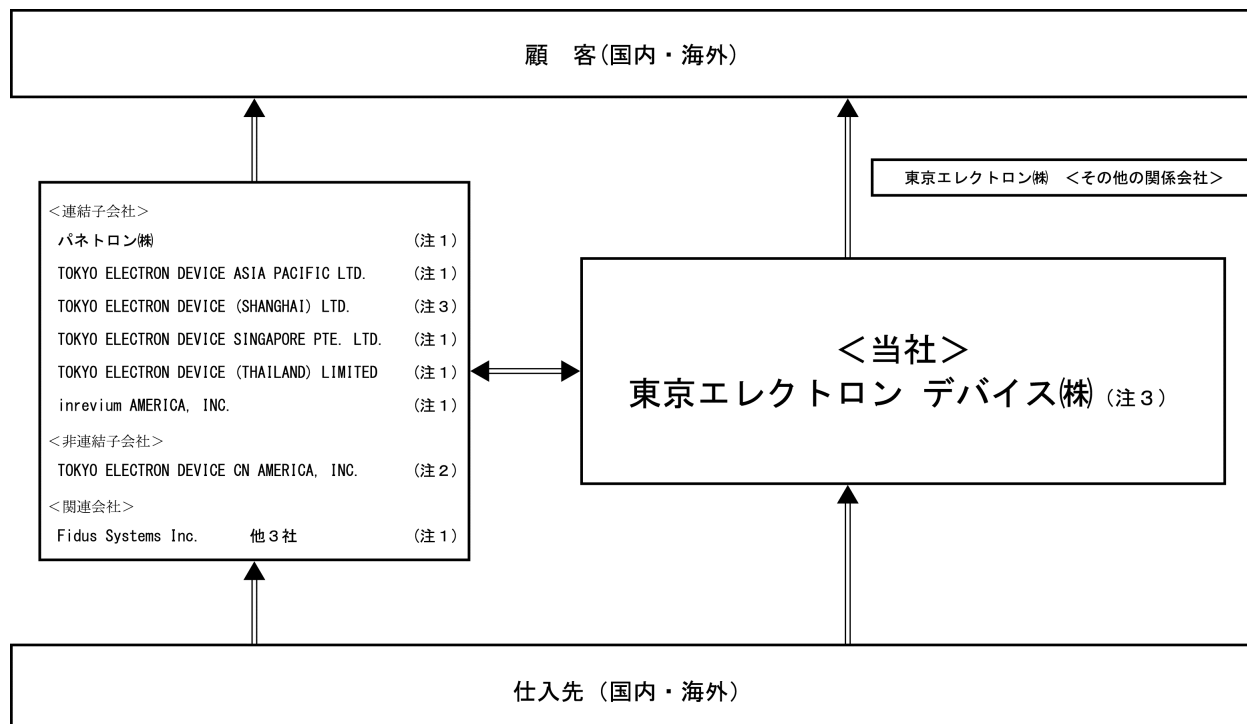 顧　客(国内・海外)
東京エレクトロン㈱　＜その他の関係会社＞
＜連結子会社＞
パネトロン㈱　(注１)
TOKYO ELECTRON DEVICE ASIA PACIFIC LTD.　(注１)
TOKYO ELECTRON DEVICE (SHANGHAI) LTD.　(注３)
TOKYO ELECTRON DEVICE SINGAPORE PTE. LTD.　(注１)
TOKYO ELECTRON DEVICE (THAILAND) LIMITED　(注１)
inrevium AMERICA, INC.　(注１)
＜非連結子会社＞
TOKYO ELECTRON DEVICE CN AMERICA, INC.　(注２)
＜関連会社＞
Fidus Systems Inc.　他３社　(注１)
＜当社＞
東京エレクトロン デバイス㈱ (注３)
仕入先（国内・海外）